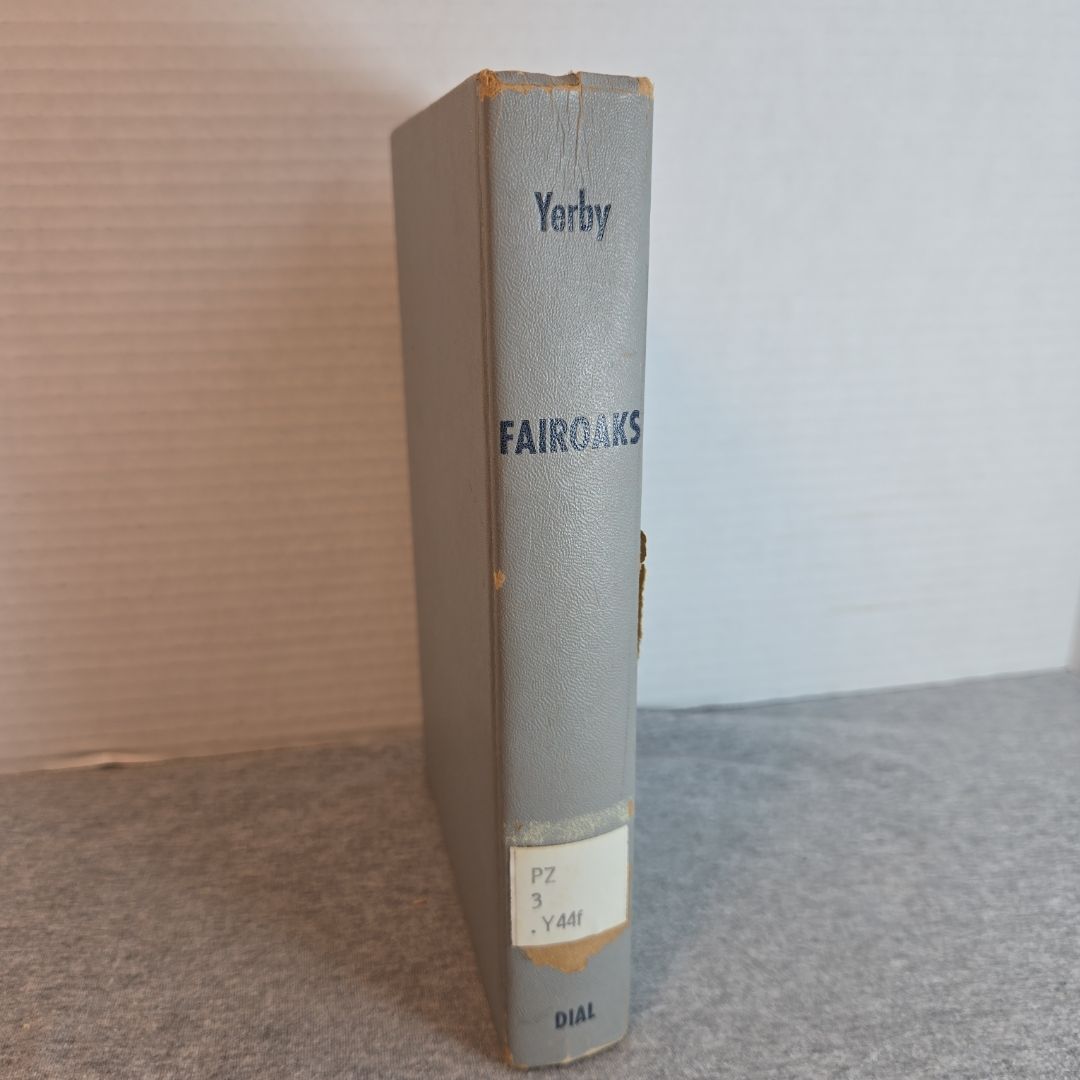 Yerby
FAIROAKS
PZ
3
.Y44f
DIAL